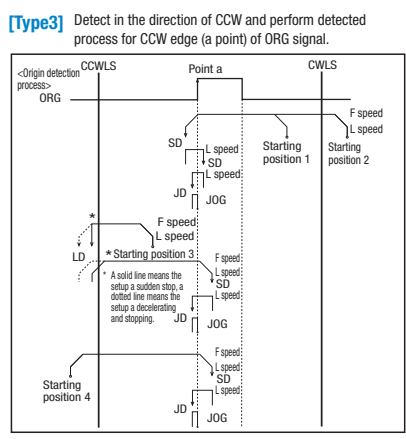 [Type3] Detect in the direction of CCW and perform detected
process for CCW edge (a point) of ORG signal.
<Origin detection
process>
CCWLS
Point a
CWLS
ORG
F speed
L speed
SD
Starting
position 1
Starting
position 2
L speed
SD
L speed
JD
JOG
*
F speed
L speed
LD
* Starting position 3
F speed
L speed
SD
L speed
* A solid line means the
setup a sudden stop, a
dotted line means the
setup a decelerating
and stopping.
JD
JOG
F speed
L speed
SD
L speed
Starting
position 4
JD
JOG